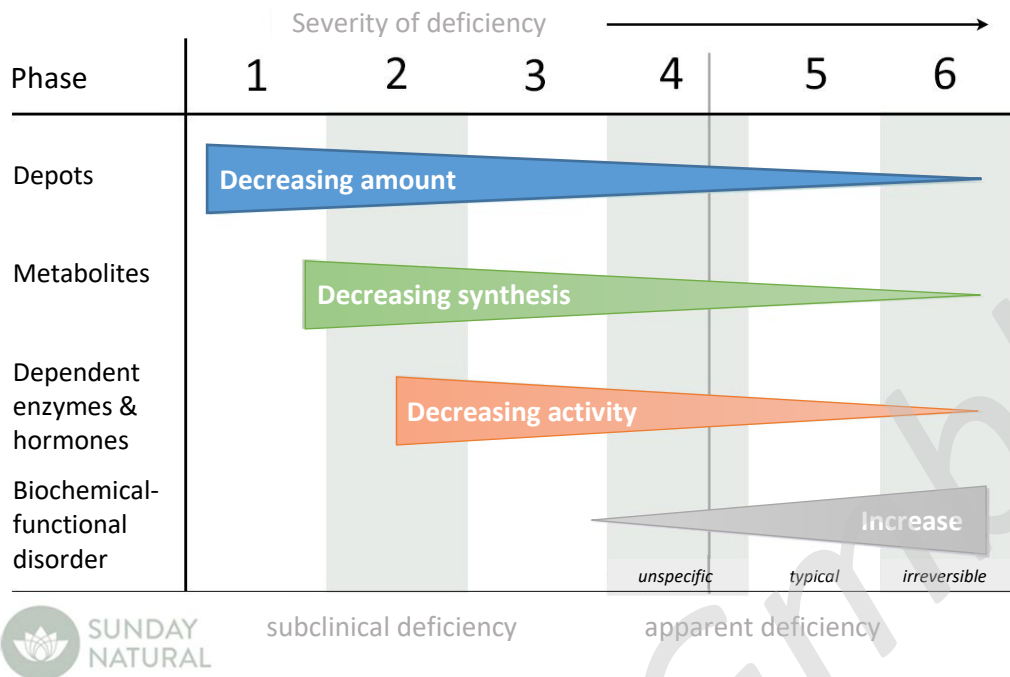 Severity of deficiency
Phase 1 2 3 4 5 6
Depots
Decreasing amount
Metabolites
Decreasing synthesis
Dependent
enzymes &
hormones
Decreasing activity
Biochemical-
functional
disorder
Increase
unspecific typical irreversible
SUNDAY
NATURAL
subclinical deficiency apparent deficiency